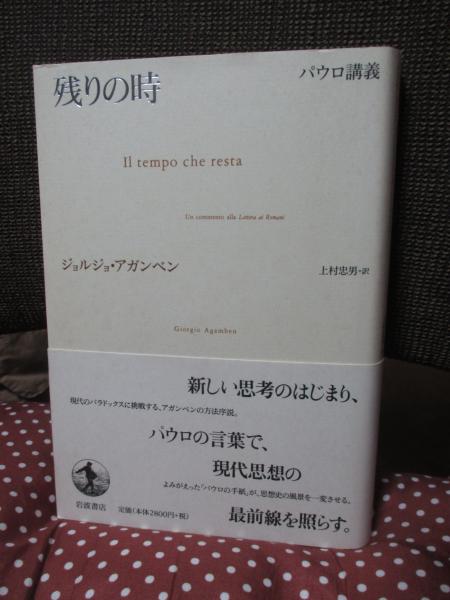 残りの時
パウロ講義
Il tempo che resta
Un commento alla Lettera ai Romani
ジョルジョ・アガンベン
上村忠男・訳
Giorgio Agamben
新しい思考のはじまり、
現代のパラドックスに挑戦する、アガンベンの方法序説。
パウロの言葉で、
現代思想の
よみがえった「パウロの手紙」が、思想史の風景を一変させる。
最前線を照らす。
岩波書店
定価(本体2800円+税)